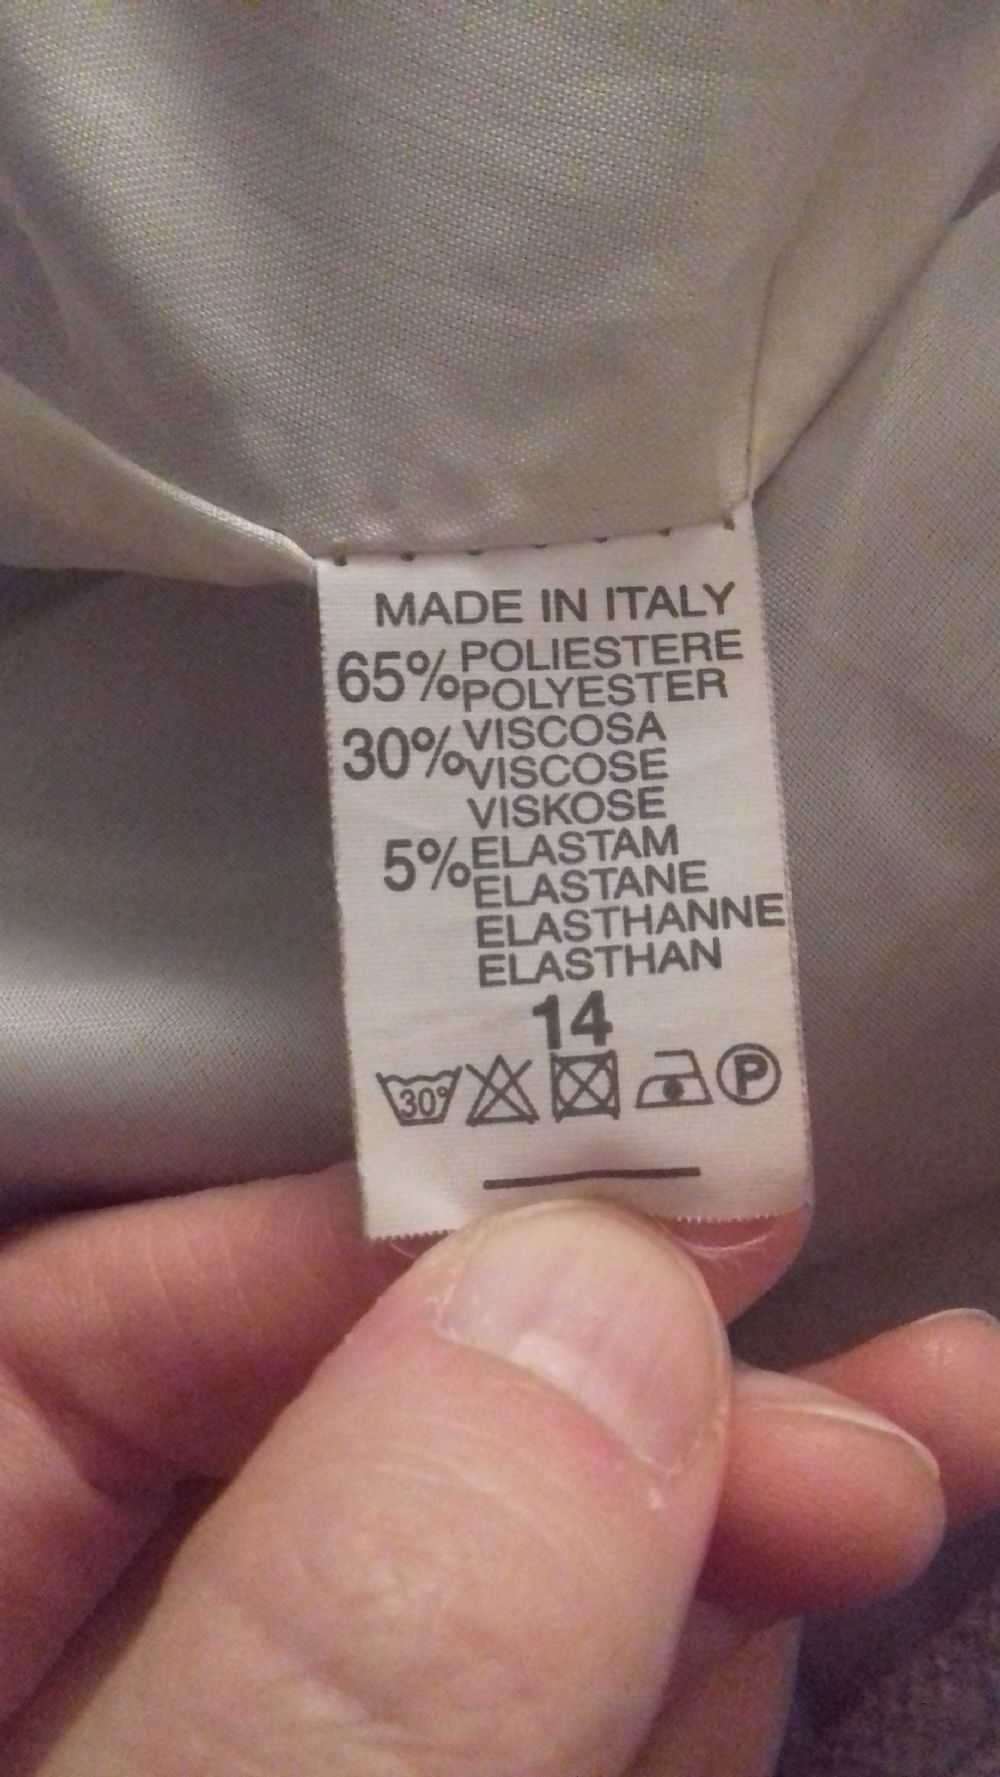 MADE IN ITALY
65% POLIESTERE
POLYESTER
30% VISCOSA
VISCOSE
VISKOSE
5% ELASTAM
ELASTANE
ELASTHANNE
ELASTHAN
14
30° P